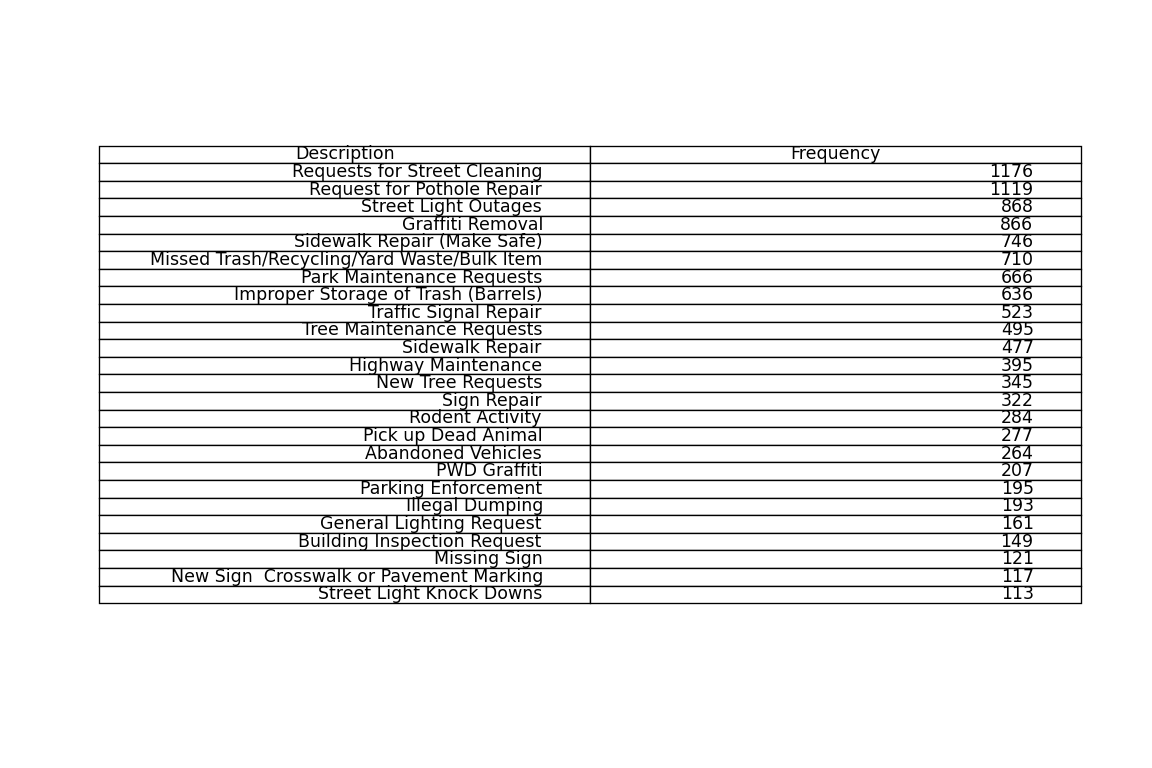 Description Frequency
Requests for Street Cleaning 1176
Request for Pothole Repair 1119
Street Light Outages 868
Graffiti Removal 866
Sidewalk Repair (Make Safe) 746
Missed Trash/Recycling/Yard Waste/Bulk Item 710
Park Maintenance Requests 666
Improper Storage of Trash (Barrels) 636
Traffic Signal Repair 523
Tree Maintenance Requests 495
Sidewalk Repair 477
Highway Maintenance 395
New Tree Requests 345
Sign Repair 322
Rodent Activity 284
Pick up Dead Animal 277
Abandoned Vehicles 264
PWD Graffiti 207
Parking Enforcement 195
Illegal Dumping 193
General Lighting Request 161
Building Inspection Request 149
Missing Sign 121
New Sign  Crosswalk or Pavement Marking 117
Street Light Knock Downs 113